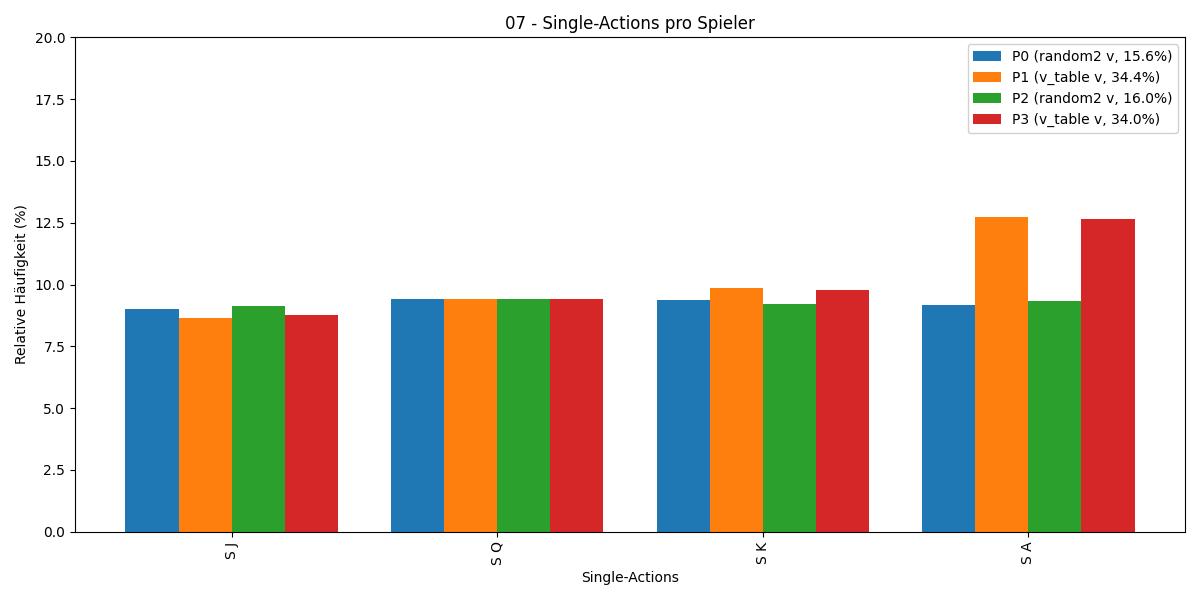 07 - Single-Actions pro Spieler
P0 (random2 v, 15.6%)
P1 (v_table v, 34.4%)
P2 (random2 v, 16.0%)
P3 (v_table v, 34.0%)
Relative Häufigkeit (%)
20.0
17.5
15.0
12.5
10.0
7.5
5.0
2.5
0.0
S J
S Q
S K
S A
Single-Actions